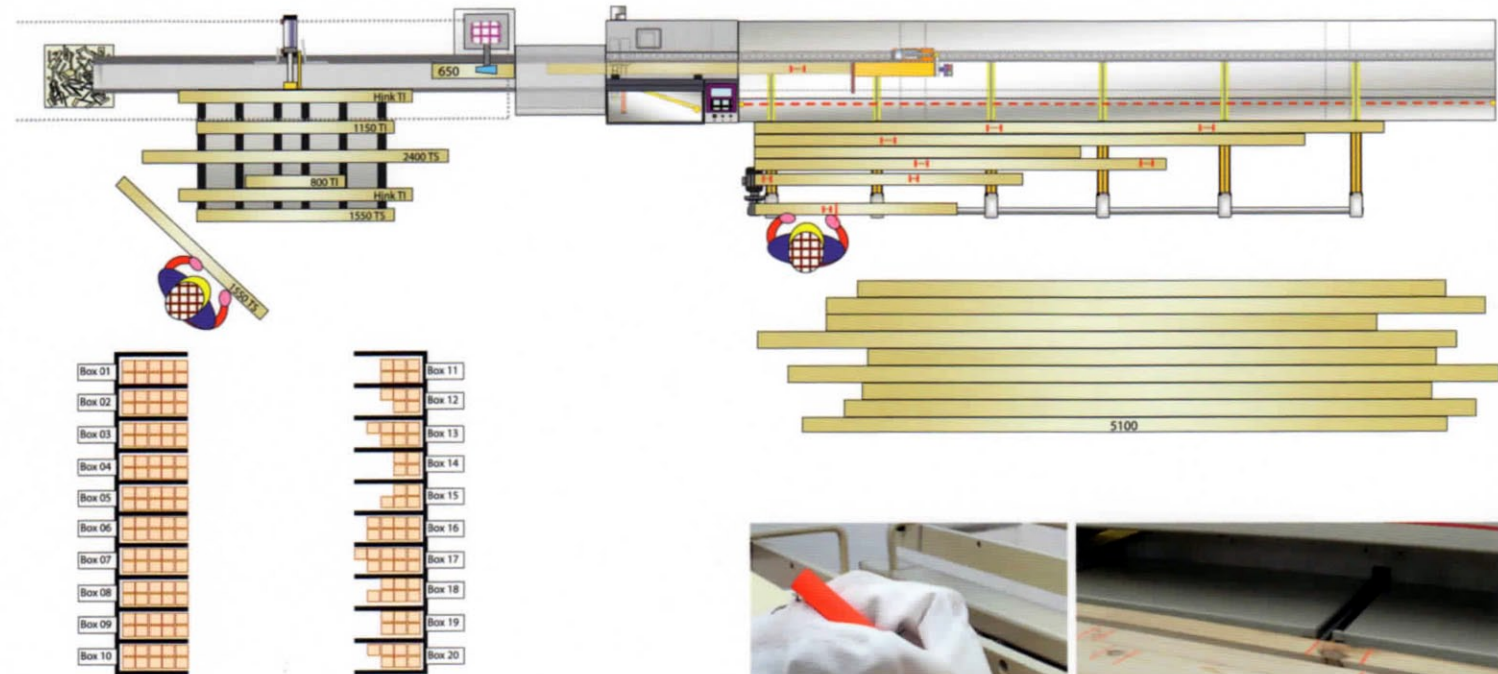 650
Hink TI
1150 TI
2400 TS
800 TI
Hink TI
1550 TS
1550 TS
5100
Box 01
Box 02
Box 03
Box 04
Box 05
Box 06
Box 07
Box 08
Box 09
Box 10
Box 11
Box 12
Box 13
Box 14
Box 15
Box 16
Box 17
Box 18
Box 19
Box 20